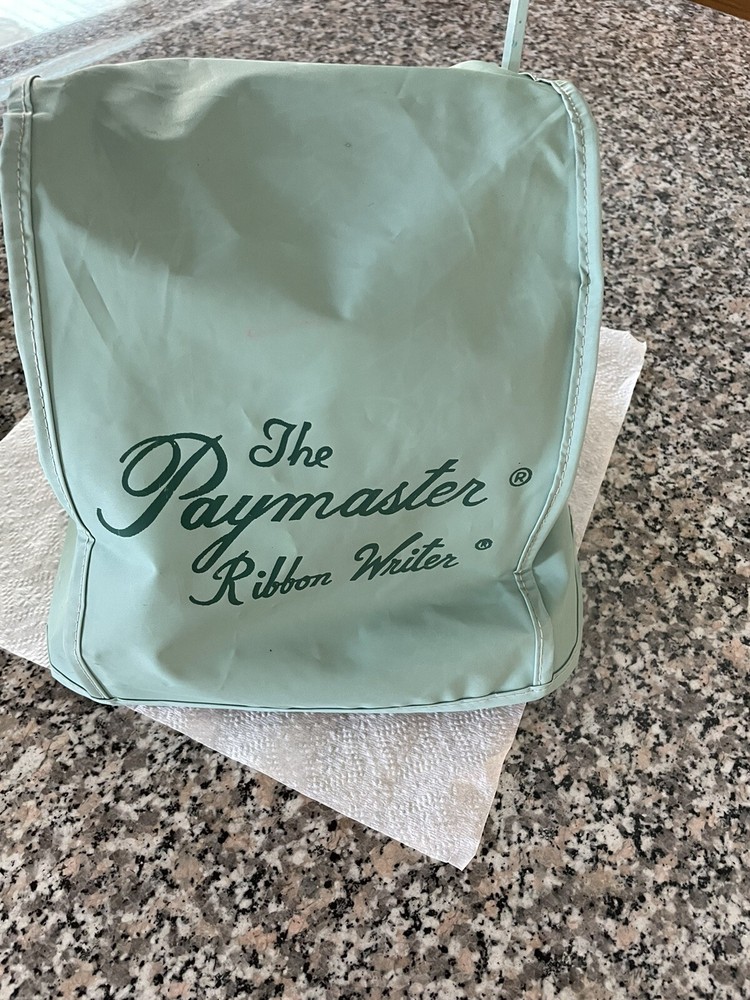 The
Paymaster ®
Ribbon Writer ®